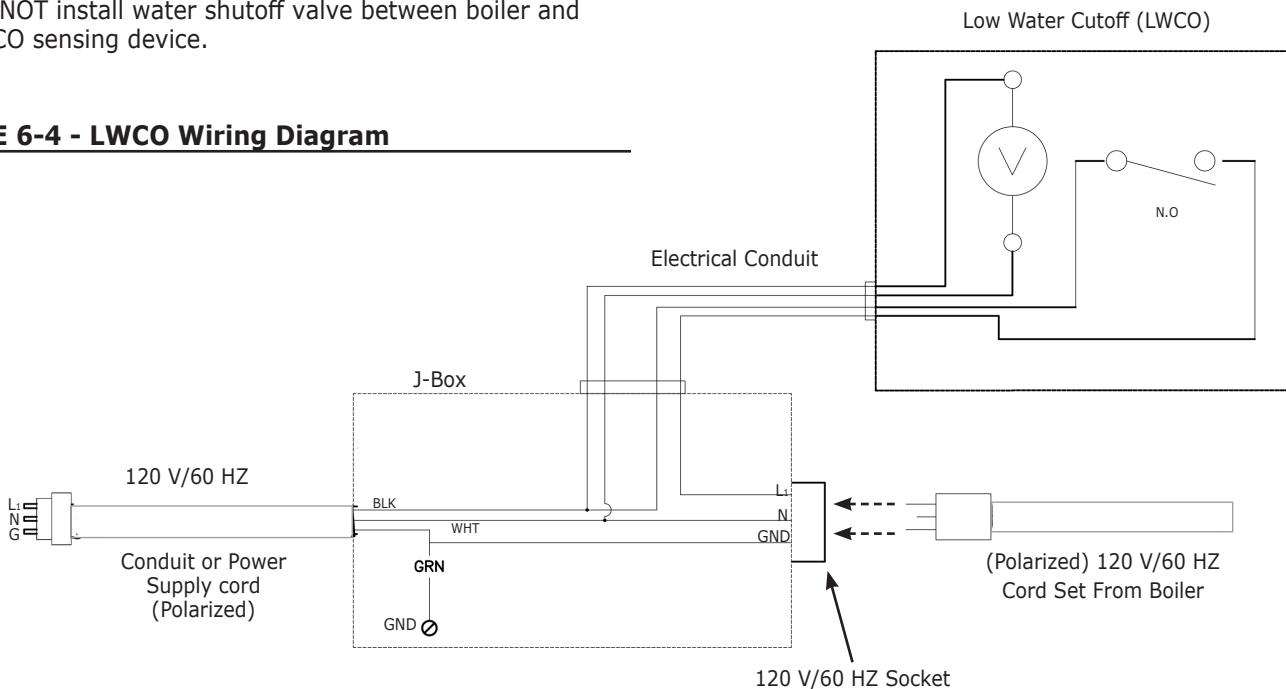 NOT install water shutoff valve between boiler and
CO sensing device.
Low Water Cutoff (LWCO)
E 6-4 - LWCO Wiring Diagram
V
N.O
Electrical Conduit
J-Box
120 V/60 HZ
L1
N
G
BLK
WHT
L1
N
GND
GRN
GND
Conduit or Power
Supply cord
(Polarized)
(Polarized) 120 V/60 HZ
Cord Set From Boiler
120 V/60 HZ Socket